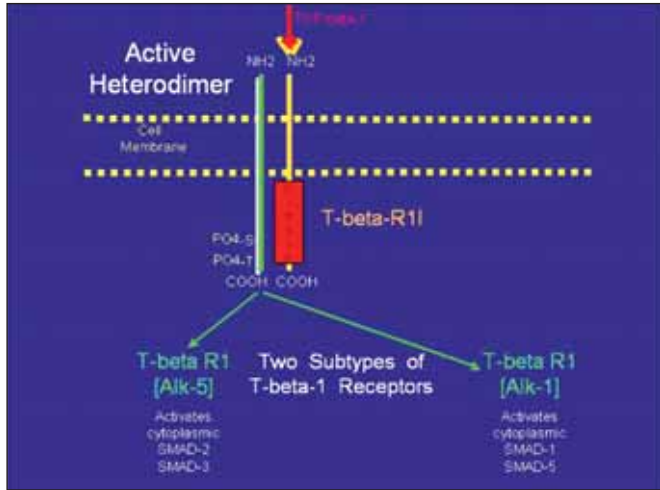 Active
Heterodimer
NH2 NH2
Cell
Membrane
T-beta-R1I
PO4-S
PO4-T
COOH COOH
T-beta R1
[Alk-5]
Activates
cytoplasmic
SMAD-2
SMAD-3
Two Subtypes of
T-beta-1 Receptors
T-beta R1
[Alk-1]
Activates
cytoplasmic
SMAD-1
SMAD-5